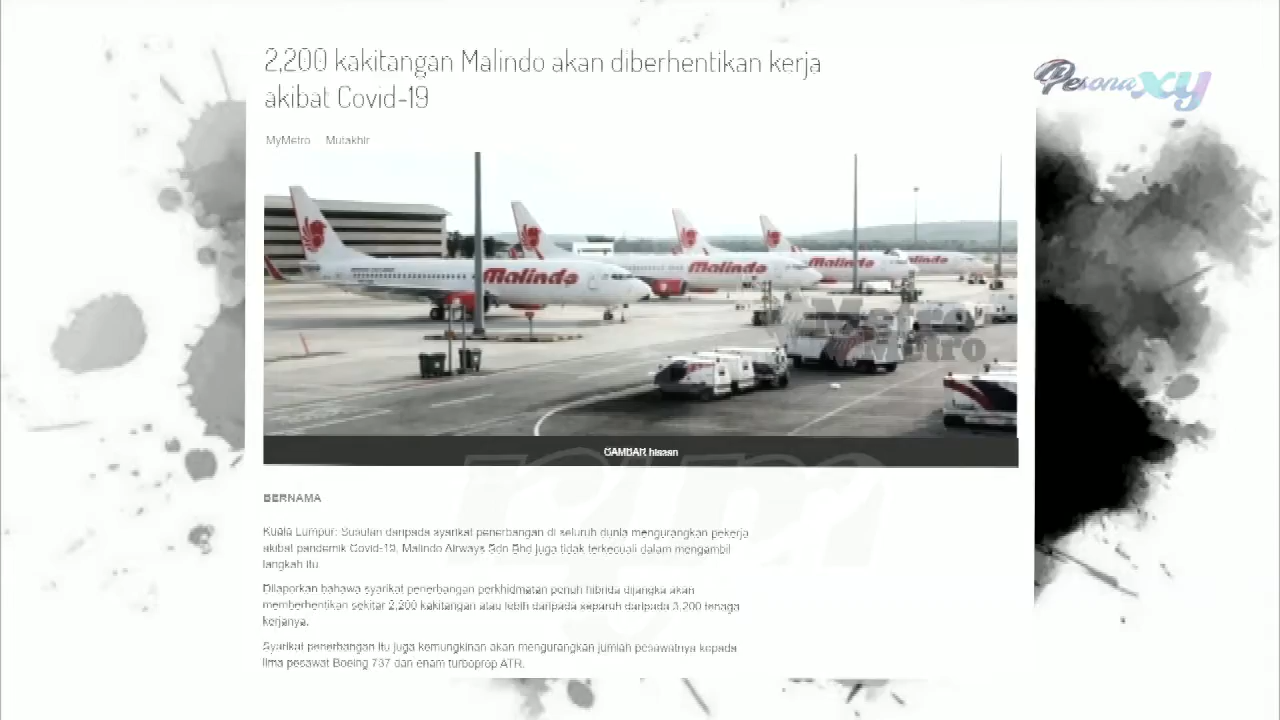 2,200 kakitangan Malindo akan diberhentikan kerja
akibat Covid-19
Pesona XY
MyMetro Mutakhir
Malindo
Malindo
Malindo
Malindo
Metro
GAMBAR hiasan
BERNAMA
Kuala Lumpur: Susulan daripada syarikat penerbangan di seluruh dunia mengurangkan pekerja
akibat pandemik Covid-19, Malindo Airways Sdn Bhd juga tidak terkecuali dalam mengambil
langkah itu.
Dilaporkan bahawa syarikat penerbangan perkhidmatan penuh hibrida dijangka akan
memberhentikan sekitar 2,200 kakitangan atau lebih daripada separuh daripada 3,200 tenaga
kerjanya.
Syarikat penerbangan itu juga kemungkinan akan mengurangkan jumlah pesawatnya kepada
lima pesawat Boeing 737 dan enam turboprop ATR.